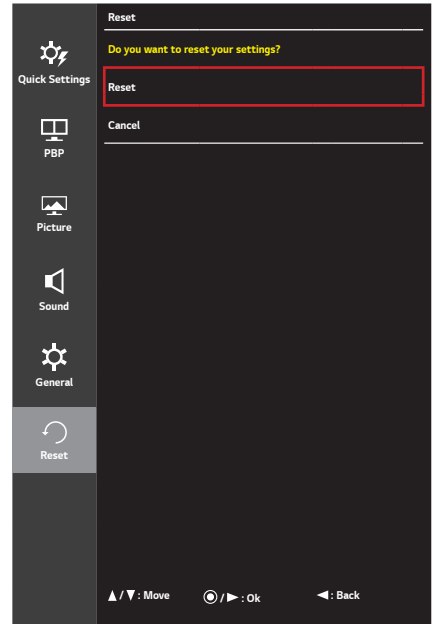 Reset
Do you want to reset your settings?
Reset
Cancel
Quick Settings
PBP
Picture
Sound
General
Reset
▲/▼: Move
◉/►: Ok
◄: Back